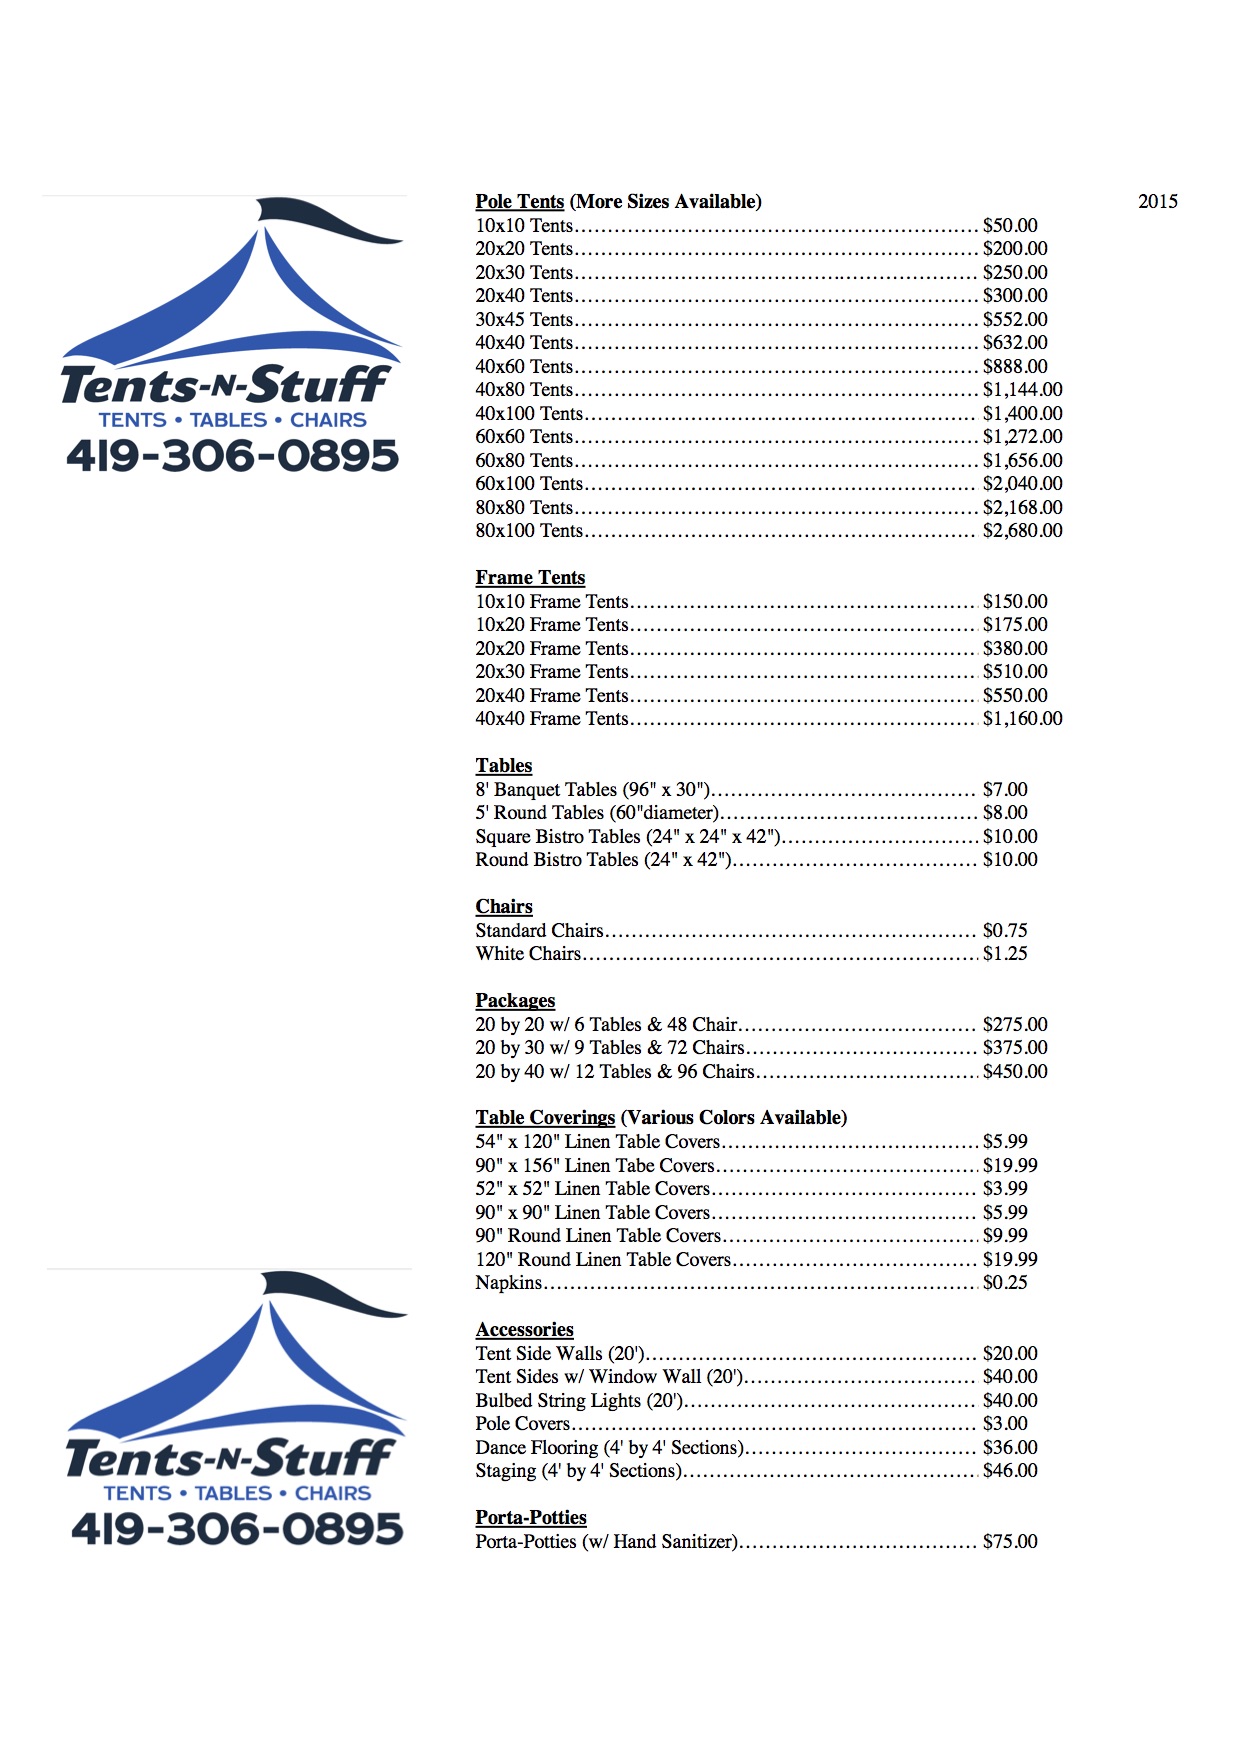 Tents-N-Stuff
TENTS • TABLES • CHAIRS
419-306-0895
Pole Tents (More Sizes Available) 2015
10x10 Tents…………………………………………………… $50.00
20x20 Tents…………………………………………………… $200.00
20x30 Tents…………………………………………………… $250.00
20x40 Tents…………………………………………………… $300.00
30x45 Tents…………………………………………………… $552.00
40x40 Tents…………………………………………………… $632.00
40x60 Tents…………………………………………………… $888.00
40x80 Tents…………………………………………………… $1,144.00
40x100 Tents………………………………………………… $1,400.00
60x60 Tents…………………………………………………… $1,272.00
60x80 Tents…………………………………………………… $1,656.00
60x100 Tents………………………………………………… $2,040.00
80x80 Tents…………………………………………………… $2,168.00
80x100 Tents………………………………………………… $2,680.00
Frame Tents
10x10 Frame Tents…………………………………………… $150.00
10x20 Frame Tents…………………………………………… $175.00
20x20 Frame Tents…………………………………………… $380.00
20x30 Frame Tents…………………………………………… $510.00
20x40 Frame Tents…………………………………………… $550.00
40x40 Frame Tents…………………………………………… $1,160.00
Tables
8' Banquet Tables (96" x 30")………………………………… $7.00
5' Round Tables (60"diameter)………………………………… $8.00
Square Bistro Tables (24" x 24" x 42")………………………… $10.00
Round Bistro Tables (24" x 42")……………………………… $10.00
Chairs
Standard Chairs……………………………………………… $0.75
White Chairs………………………………………………… $1.25
Packages
20 by 20 w/ 6 Tables & 48 Chair……………………………… $275.00
20 by 30 w/ 9 Tables & 72 Chairs…………………………… $375.00
20 by 40 w/ 12 Tables & 96 Chairs…………………………… $450.00
Table Coverings (Various Colors Available)
54" x 120" Linen Table Covers………………………………… $5.99
90" x 156" Linen Tabe Covers………………………………… $19.99
52" x 52" Linen Table Covers………………………………… $3.99
90" x 90" Linen Table Covers………………………………… $5.99
90" Round Linen Table Covers………………………………… $9.99
120" Round Linen Table Covers……………………………… $19.99
Napkins……………………………………………………… $0.25
Accessories
Tent Side Walls (20')………………………………………… $20.00
Tent Sides w/ Window Wall (20')……………………………… $40.00
Bulbed String Lights (20')……………………………………… $40.00
Pole Covers…………………………………………………… $3.00
Dance Flooring (4' by 4' Sections)……………………………… $36.00
Staging (4' by 4' Sections)……………………………………… $46.00
Porta-Potties
Porta-Potties (w/ Hand Sanitizer)……………………………… $75.00
Tents-N-Stuff
TENTS • TABLES • CHAIRS
419-306-0895